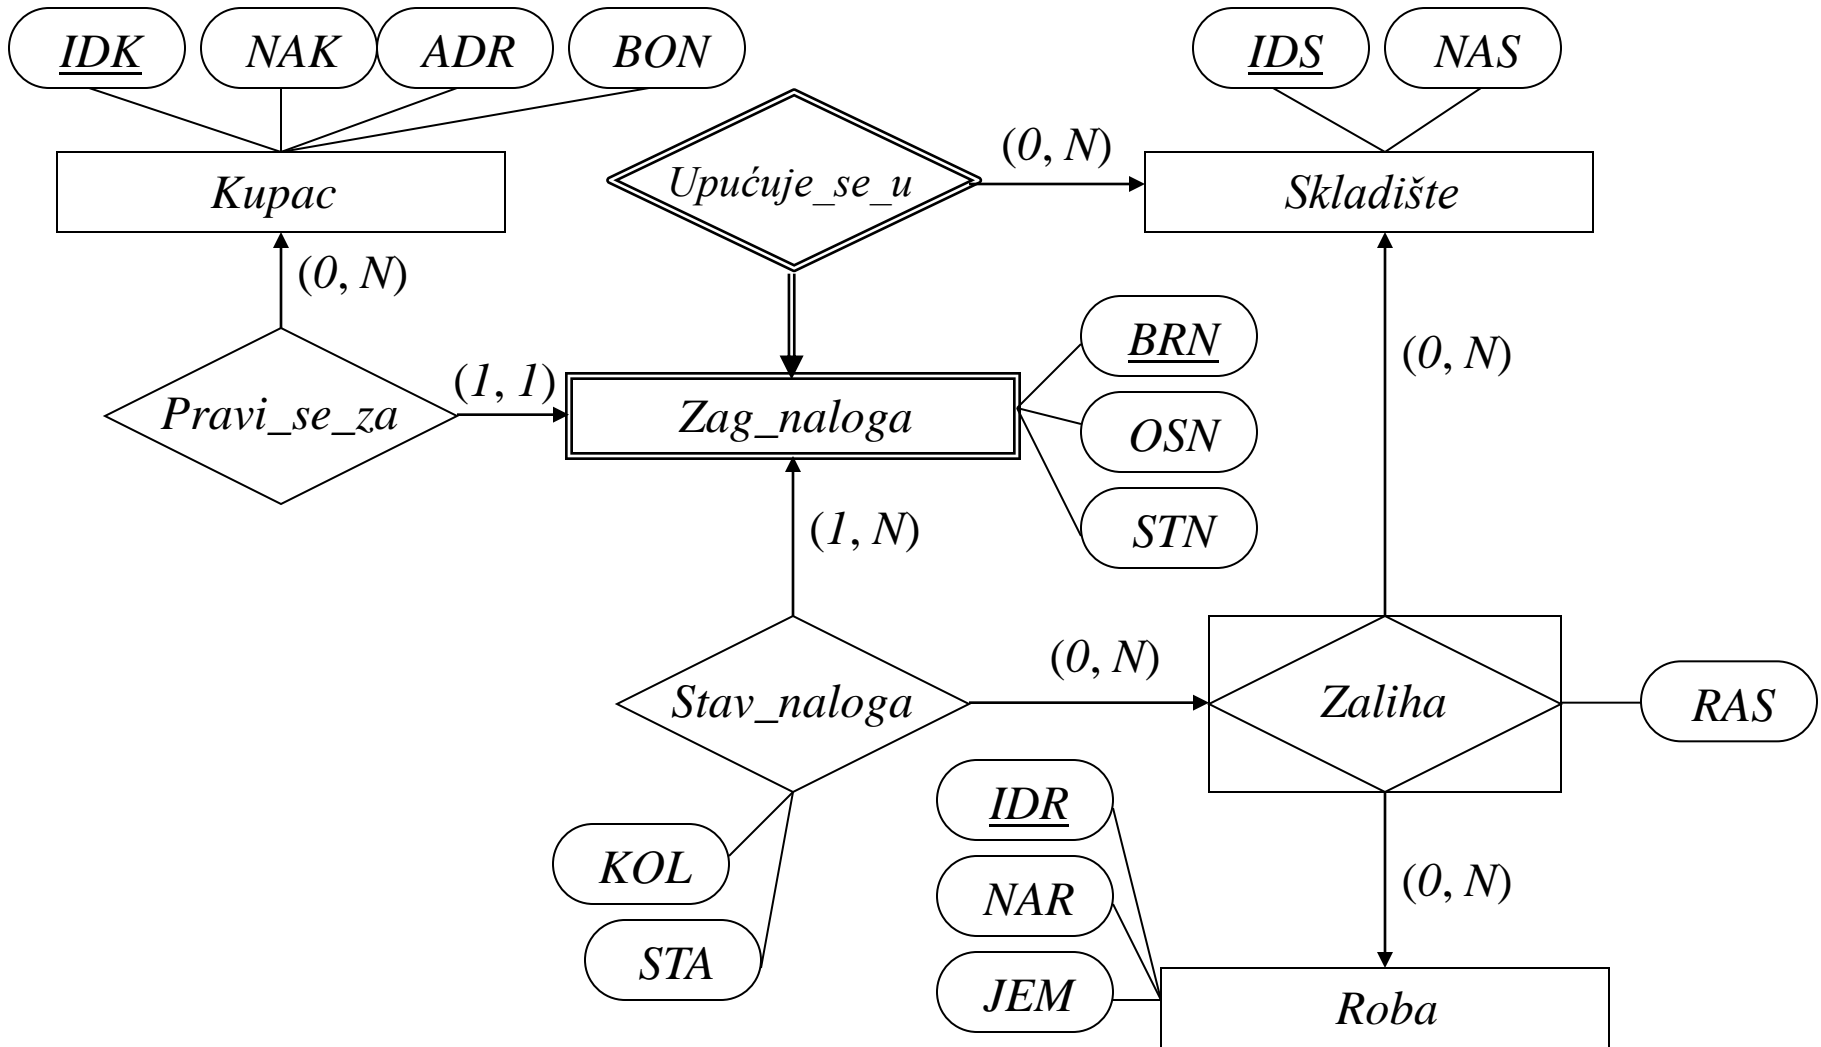 IDK NAK ADR BON IDS NAS
Kupac
Upućuje_se_u
(0, N)
Skladište
(0, N)
BRN
(0, N)
Pravi_se_za
(1, 1)
Zag_naloga
OSN
STN
(1, N)
(0, N)
Stav_naloga
Zaliha
RAS
IDR
KOL
NAR
(0, N)
STA
JEM
Roba